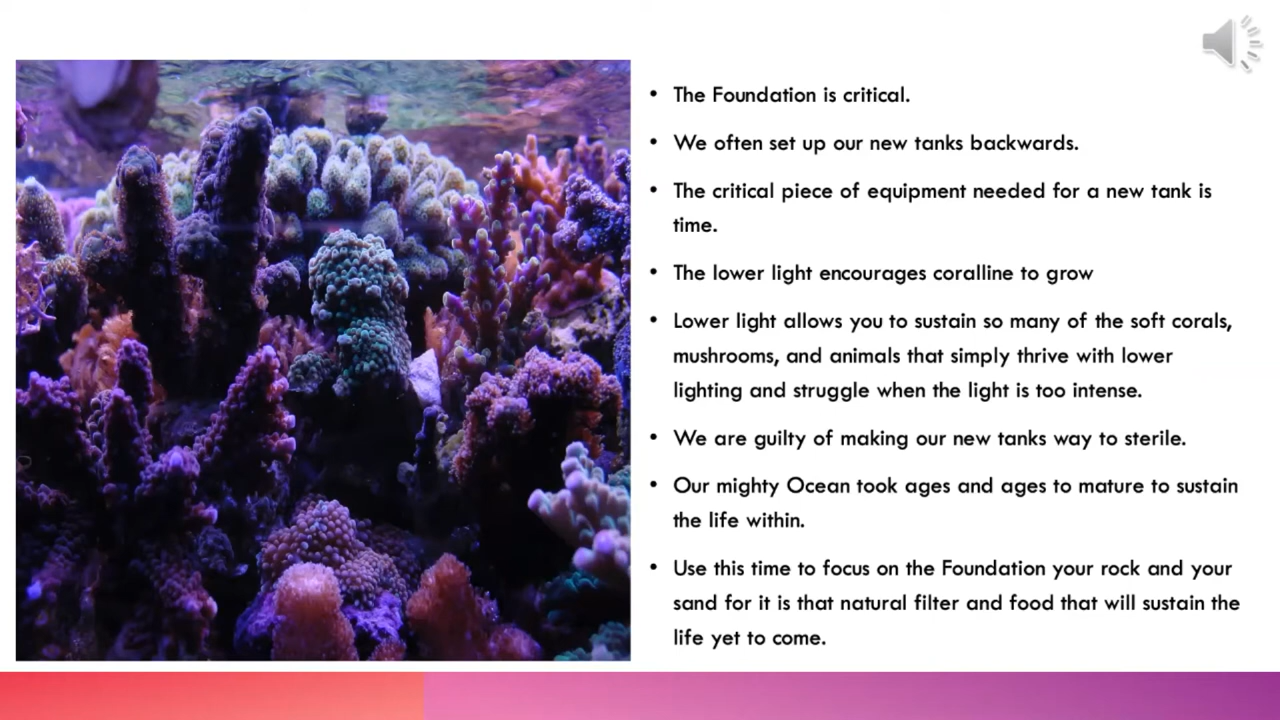 • The Foundation is critical.
• We often set up our new tanks backwards.
• The critical piece of equipment needed for a new tank is
time.
• The lower light encourages coralline to grow
• Lower light allows you to sustain so many of the soft corals,
mushrooms, and animals that simply thrive with lower
lighting and struggle when the light is too intense.
• We are guilty of making our new tanks way to sterile.
• Our mighty Ocean took ages and ages to mature to sustain
the life within.
• Use this time to focus on the Foundation your rock and your
sand for it is that natural filter and food that will sustain the
life yet to come.